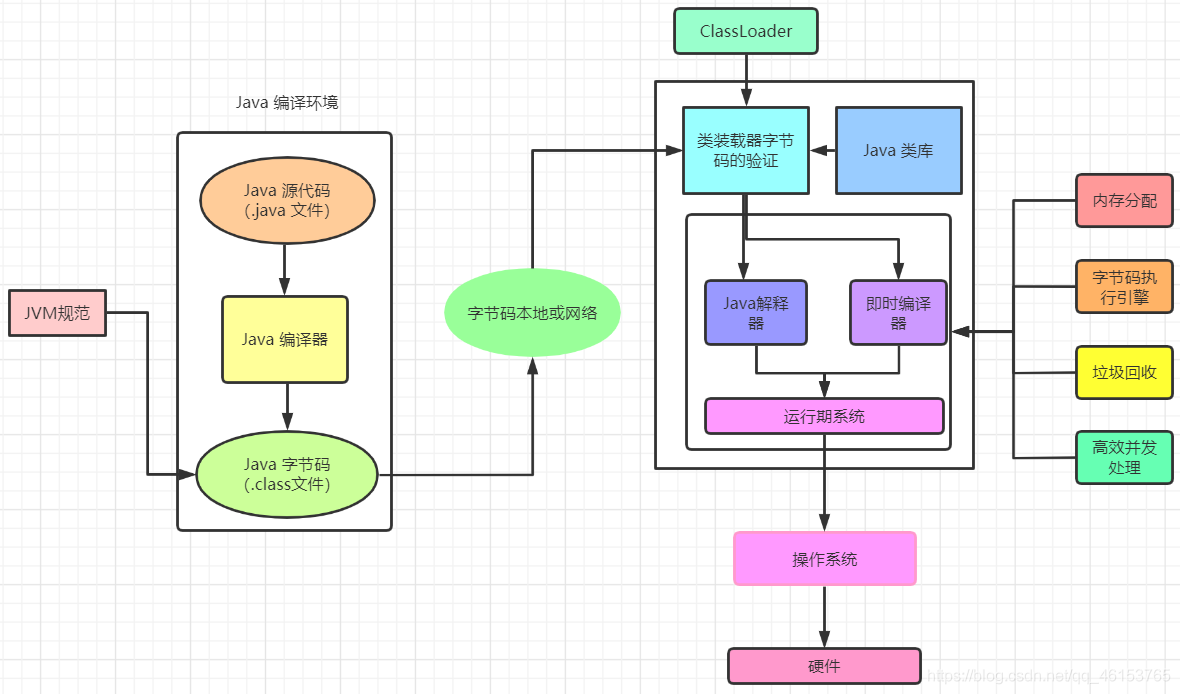 ClassLoader
Java 编译环境
Java 源代码
(.java 文件)
Java 编译器
Java 字节码
(.class文件)
JVM规范
字节码本地或网络
类装载器字节
码的验证
Java 类库
Java解释
器
即时编译
器
运行期系统
操作系统
硬件
内存分配
字节码执
行引擎
垃圾回收
高效并发
处理
https://blog.csdn.net/qq_46153765